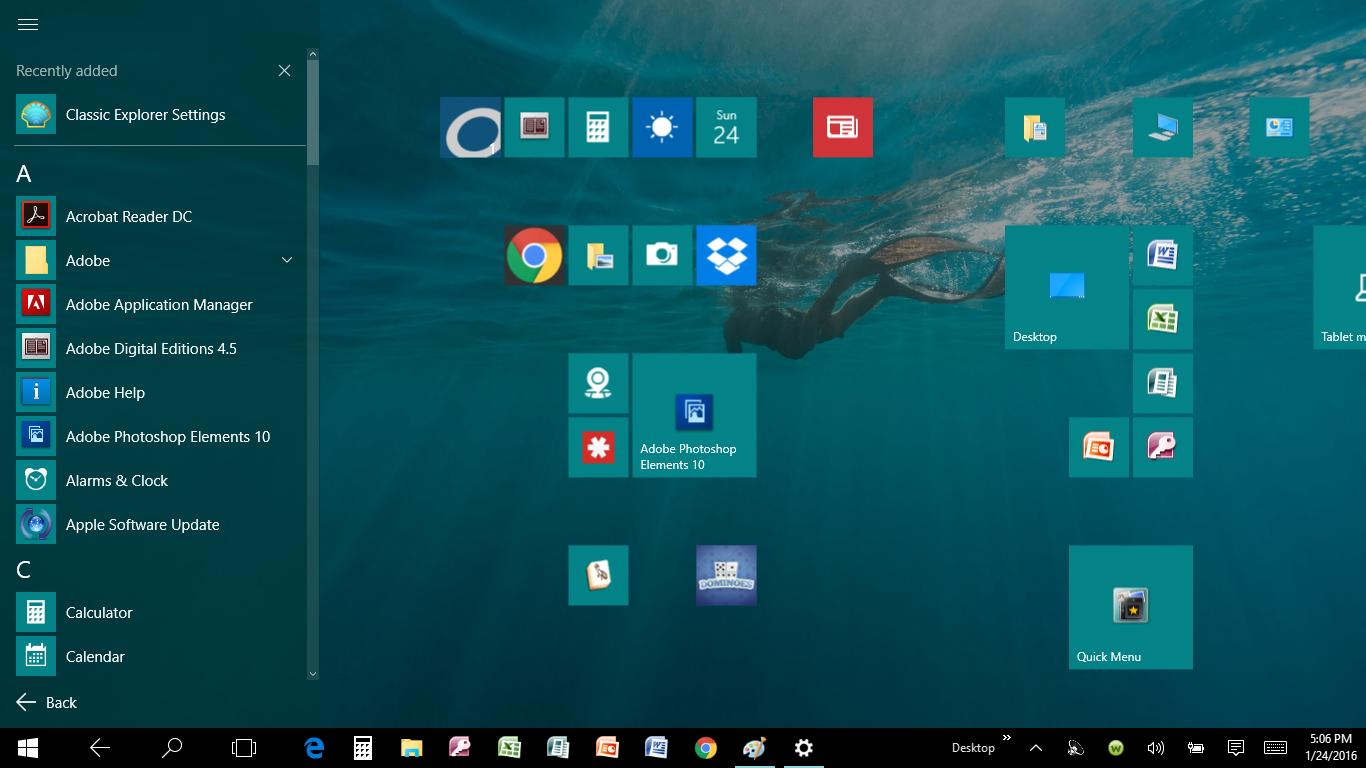 Recently added
Classic Explorer Settings
A
Acrobat Reader DC
Adobe
Adobe Application Manager
Adobe Digital Editions 4.5
Adobe Help
Adobe Photoshop Elements 10
Alarms & Clock
Apple Software Update
C
Calculator
Calendar
Back
1
Sun
24
Desktop
Tablet m
Adobe Photoshop
Elements 10
DOMINOES
Quick Menu
Desktop
5:06 PM
1/24/2016